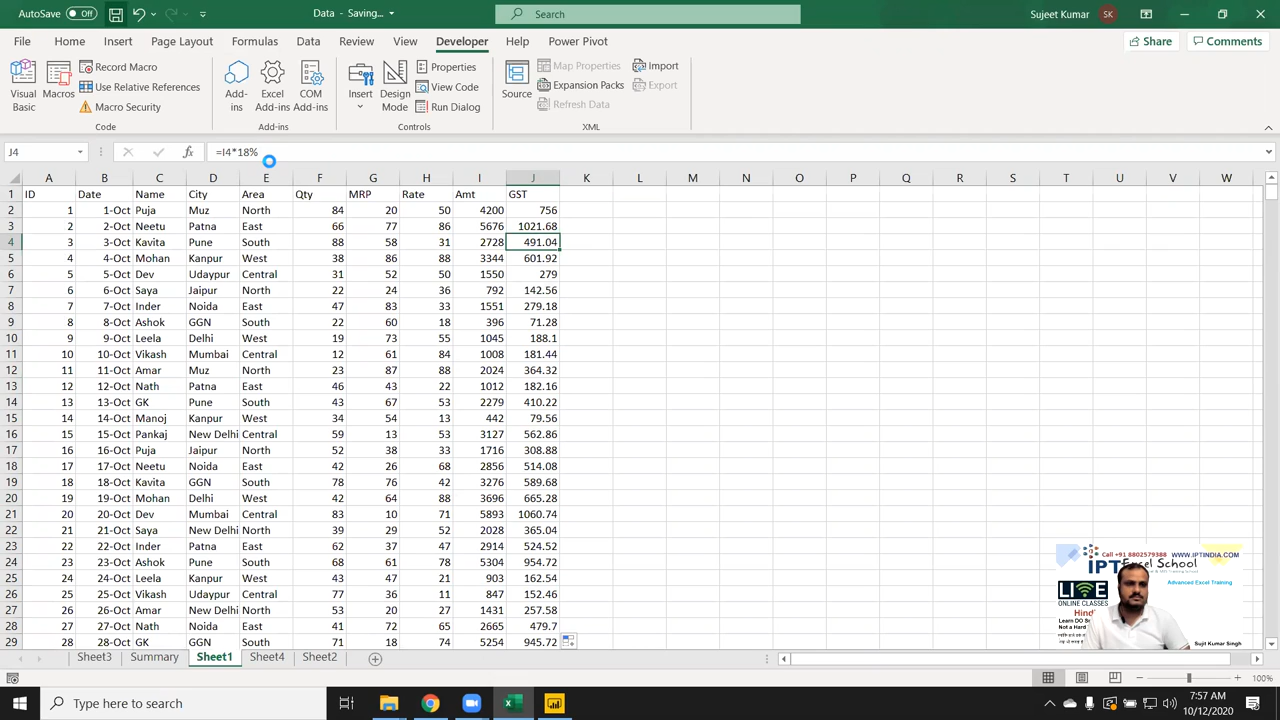 AutoSave Off Data - Saving... Search Sujeet Kumar SK
File Home Insert Page Layout Formulas Data Review View Developer Help Power Pivot Share Comments
Visual Basic
Macros
Record Macro
Use Relative References
Macro Security
Code
Add-ins
Excel Add-ins
COM Add-ins
Add-ins
Insert
Design Mode
Properties
View Code
Run Dialog
Controls
Source
Map Properties
Expansion Packs
Refresh Data
Import
Export
XML
J4 fx =I4*18%
A B C D E F G H I J K L M N O P Q R S T U V W
1 ID Date Name City Area Qty MRP Rate Amt GST
2 1 1-Oct Puja Muz North 84 20 50 4200 756
3 2 2-Oct Neetu Patna East 66 77 86 5676 1021.68
4 3 3-Oct Kavita Pune South 88 58 31 2728 491.04
5 4 4-Oct Mohan Kanpur West 38 86 88 3344 601.92
6 5 5-Oct Dev Udaypur Central 31 52 50 1550 279
7 6 6-Oct Saya Jaipur North 22 24 36 792 142.56
8 7 7-Oct Inder Noida East 47 83 33 1551 279.18
9 8 8-Oct Ashok GGN South 22 60 18 396 71.28
10 9 9-Oct Leela Delhi West 19 73 55 1045 188.1
11 10 10-Oct Vikash Mumbai Central 12 61 84 1008 181.44
12 11 11-Oct Amar Muz North 23 87 88 2024 364.32
13 12 12-Oct Nath Patna East 46 43 22 1012 182.16
14 13 13-Oct GK Pune South 43 67 53 2279 410.22
15 14 14-Oct Manoj Kanpur West 34 54 13 442 79.56
16 15 15-Oct Pankaj New Delhi Central 59 13 53 3127 562.86
17 16 16-Oct Puja Jaipur North 52 38 33 1716 308.88
18 17 17-Oct Neetu Noida East 42 26 68 2856 514.08
19 18 18-Oct Kavita GGN South 78 76 42 3276 589.68
20 19 19-Oct Mohan Delhi West 42 64 88 3696 665.28
21 20 20-Oct Dev Mumbai Central 83 10 71 5893 1060.74
22 21 21-Oct Saya New Delhi North 39 29 52 2028 365.04
23 22 22-Oct Inder Patna East 62 37 47 2914 524.52
24 23 23-Oct Ashok Pune South 68 61 78 5304 954.72
25 24 24-Oct Leela Kanpur West 43 47 21 903 162.54
26 25 25-Oct Vikash Udaypur Central 77 36 11 847 152.46
27 26 26-Oct Amar New Delhi North 53 20 27 1431 257.58
28 27 27-Oct Nath Noida East 41 72 65 2665 479.7
29 28 28-Oct GK GGN South 71 18 74 5254 945.72
Call +91 8802579388 WWW.IPTINDIA.COM
IPT Excel School
Advanced Excel Training
LIVE
ONLINE CLASSES
Hindi
Learn DO
Not a Hard
Sujit Kumar Singh
Sheet3 Summary Sheet1 Sheet4 Sheet2
100%
Type here to search
7:57 AM
10/12/2020